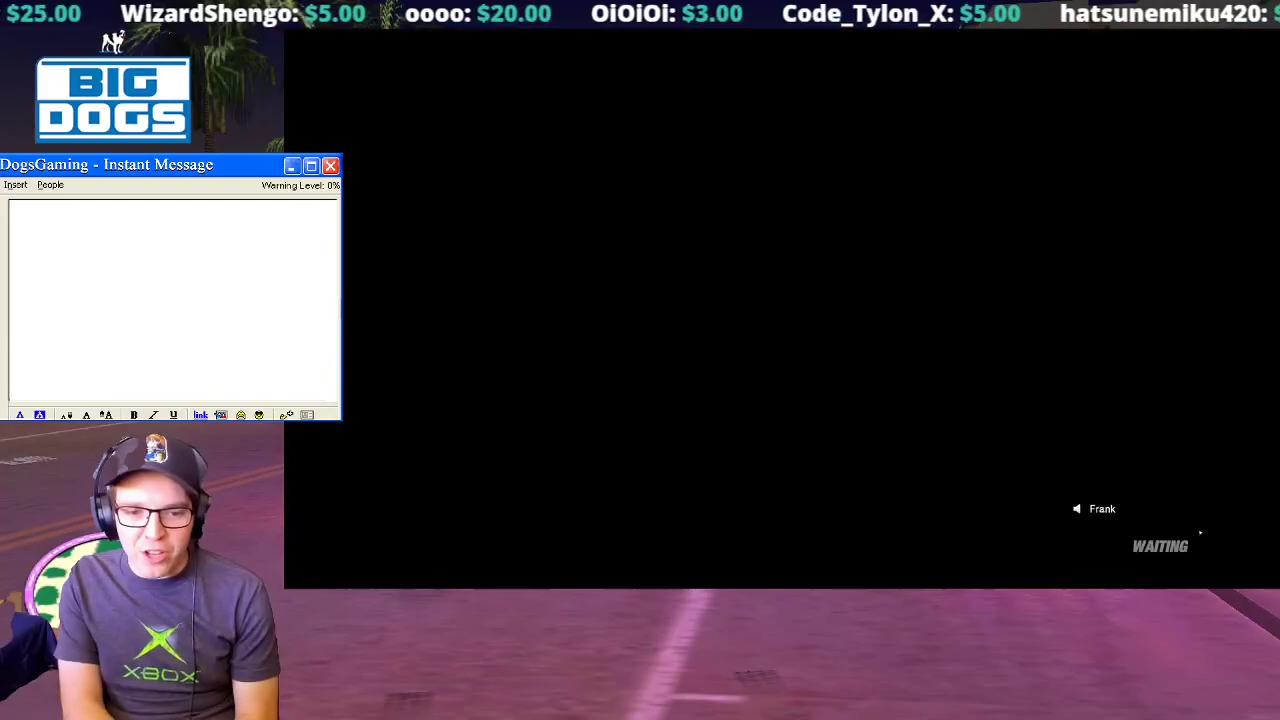 $25.00 WizardShengo: $5.00 oooo: $20.00 OiOiOi: $3.00 Code_Tylon_X: $5.00 hatsunemiku420:
BIG
DOGS
DogsGaming - Instant Message
Insert People Warning Level: 0%
A A A A A B I U link
Frank
WAITING
XBOX